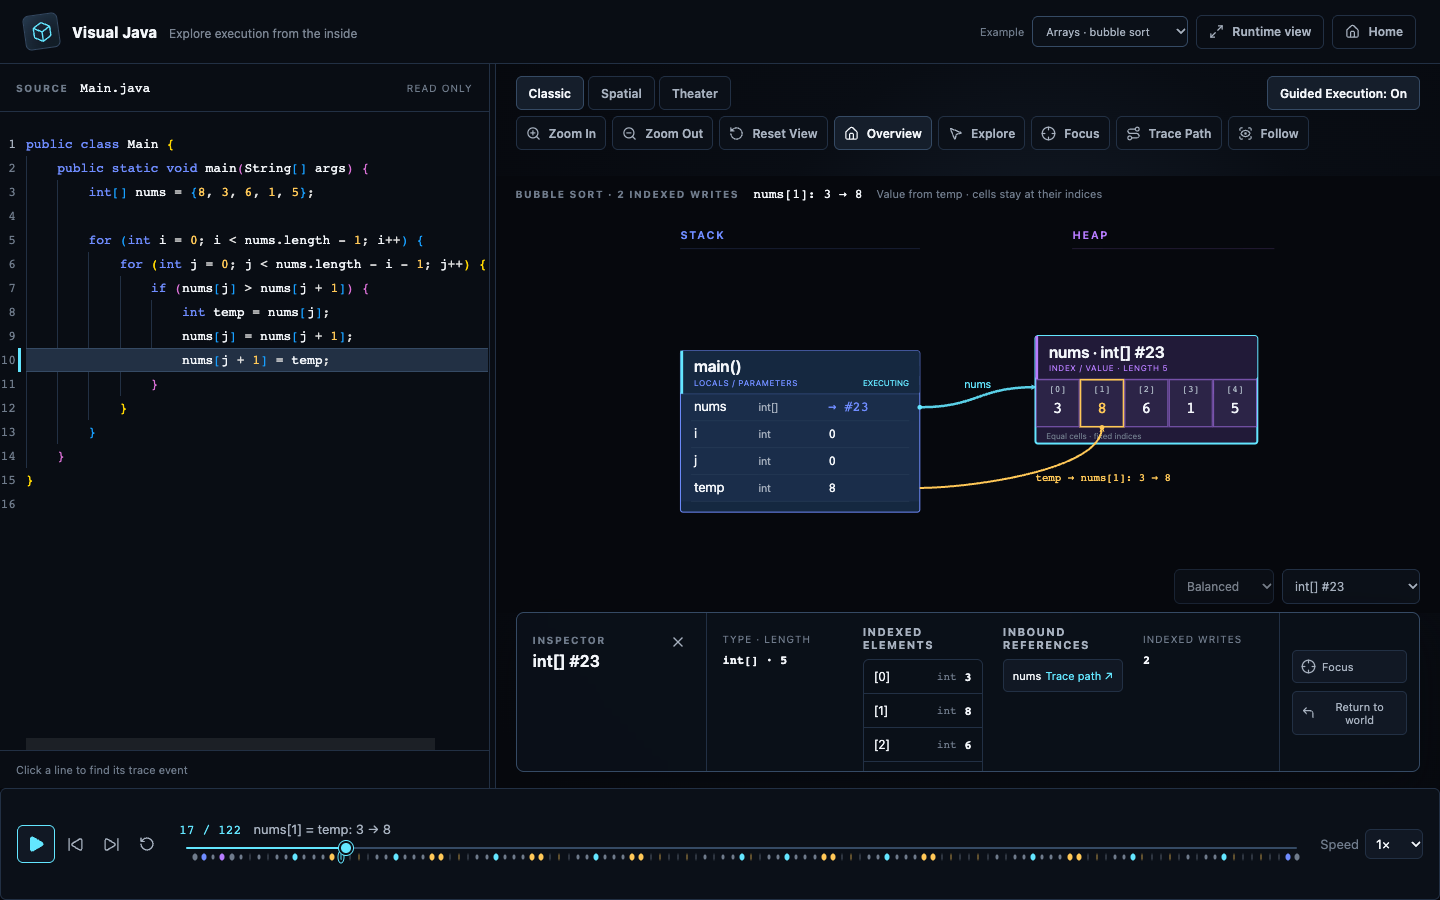 Visual Java Explore execution from the inside
Example Arrays · bubble sort Runtime view Home
SOURCE Main.java READ ONLY
1 public class Main {
2 public static void main(String[] args) {
3 int[] nums = {8, 3, 6, 1, 5};
4
5 for (int i = 0; i < nums.length - 1; i++) {
6 for (int j = 0; j < nums.length - i - 1; j++) {
7 if (nums[j] > nums[j + 1]) {
8 int temp = nums[j];
9 nums[j] = nums[j + 1];
10 nums[j + 1] = temp;
11 }
12 }
13 }
14 }
15 }
16
Click a line to find its trace event
Classic Spatial Theater Guided Execution: On
Zoom In Zoom Out Reset View Overview Explore Focus Trace Path Follow
BUBBLE SORT · 2 INDEXED WRITES nums[1]: 3 → 8 Value from temp · cells stay at their indices
STACK HEAP
main()
LOCALS / PARAMETERS EXECUTING
nums int[] → #23
i int 0
j int 0
temp int 8
nums
nums · int[] #23
INDEX / VALUE · LENGTH 5
[0] [1] [2] [3] [4]
3 8 6 1 5
Equal cells · fixed indices
temp → nums[1]: 3 → 8
Balanced int[] #23
INSPECTOR
int[] #23
TYPE · LENGTH
int[] · 5
INDEXED
ELEMENTS
[0] int 3
[1] int 8
[2] int 6
INBOUND
REFERENCES
nums Trace path ↗
INDEXED WRITES
2
Focus
Return to
world
17 / 122 nums[1] = temp: 3 → 8
Speed 1×